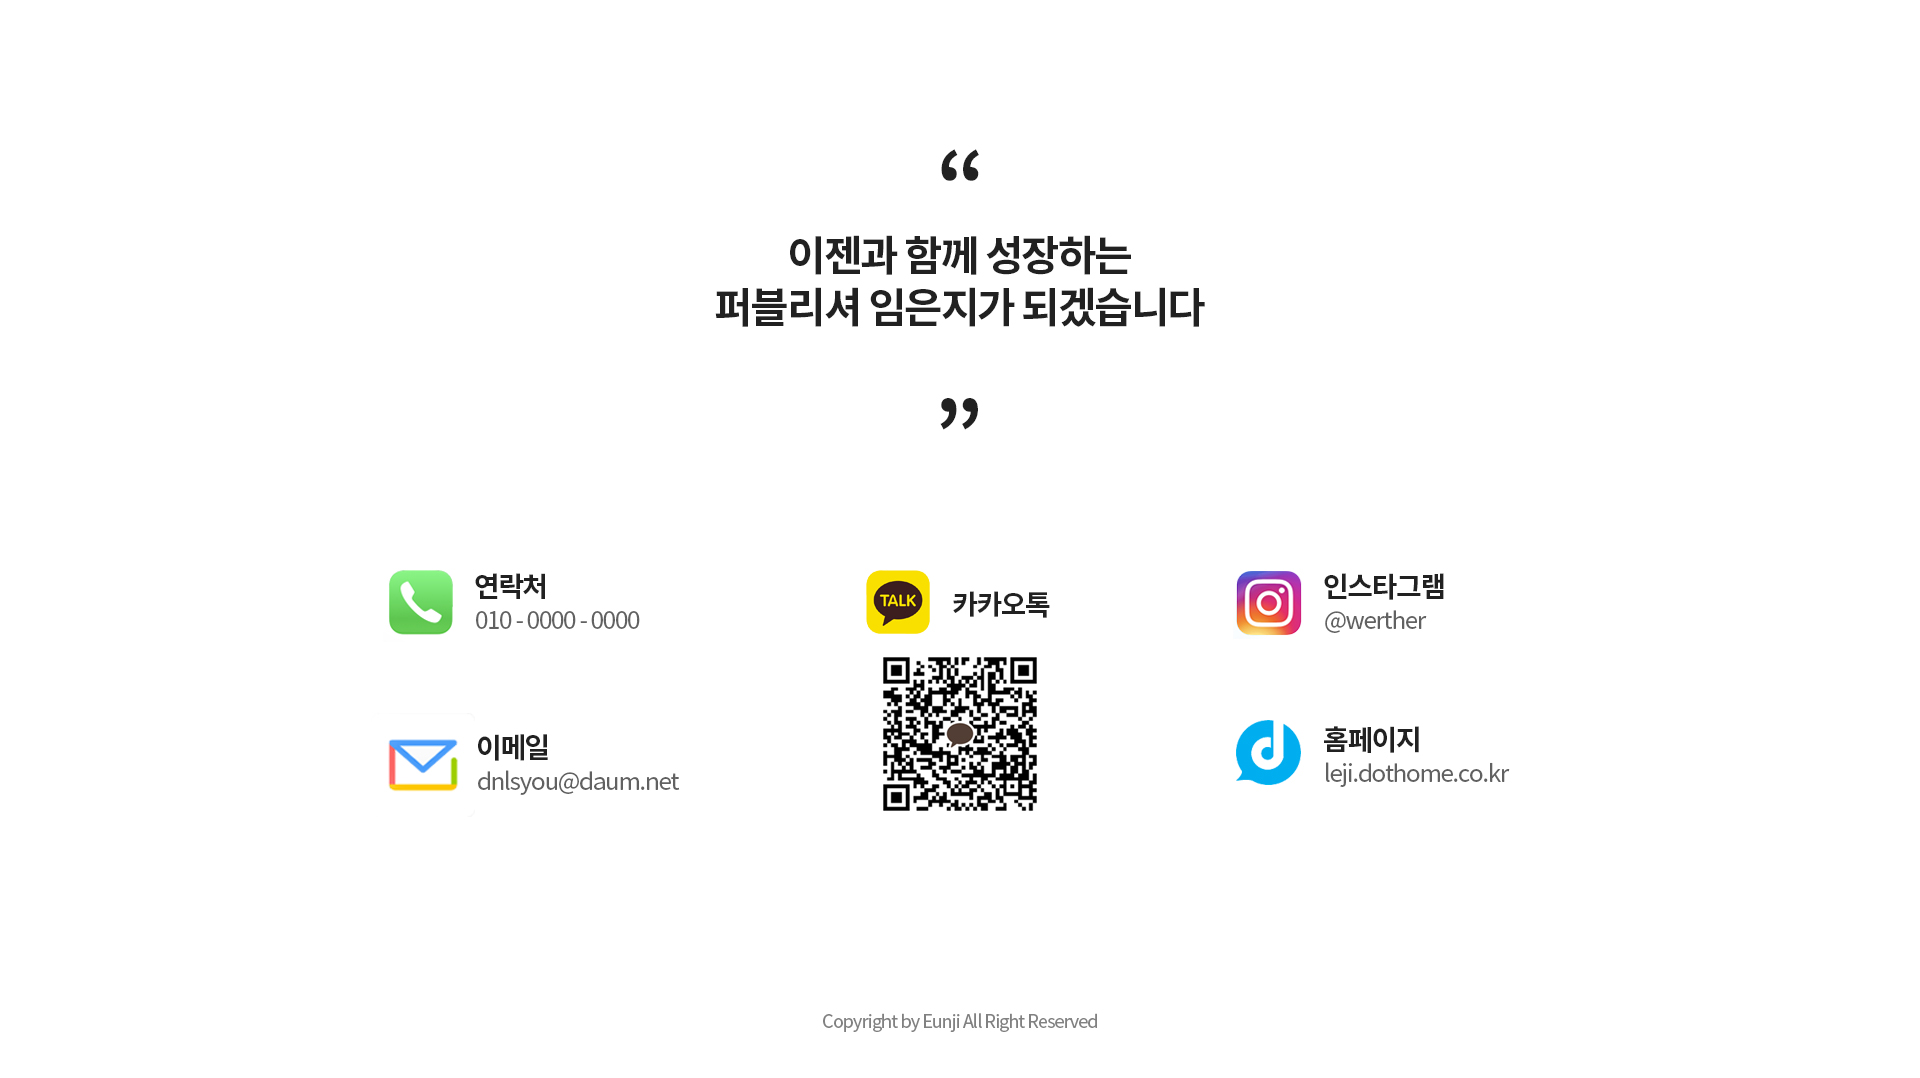 “
이젠과 함께 성장하는
퍼블리셔 임은지가 되겠습니다
”
연락처
010 - 0000 - 0000
이메일
dnlsyou@daum.net
TALK
카카오톡
인스타그램
@werther
홈페이지
leji.dothome.co.kr
Copyright by Eunji All Right Reserved